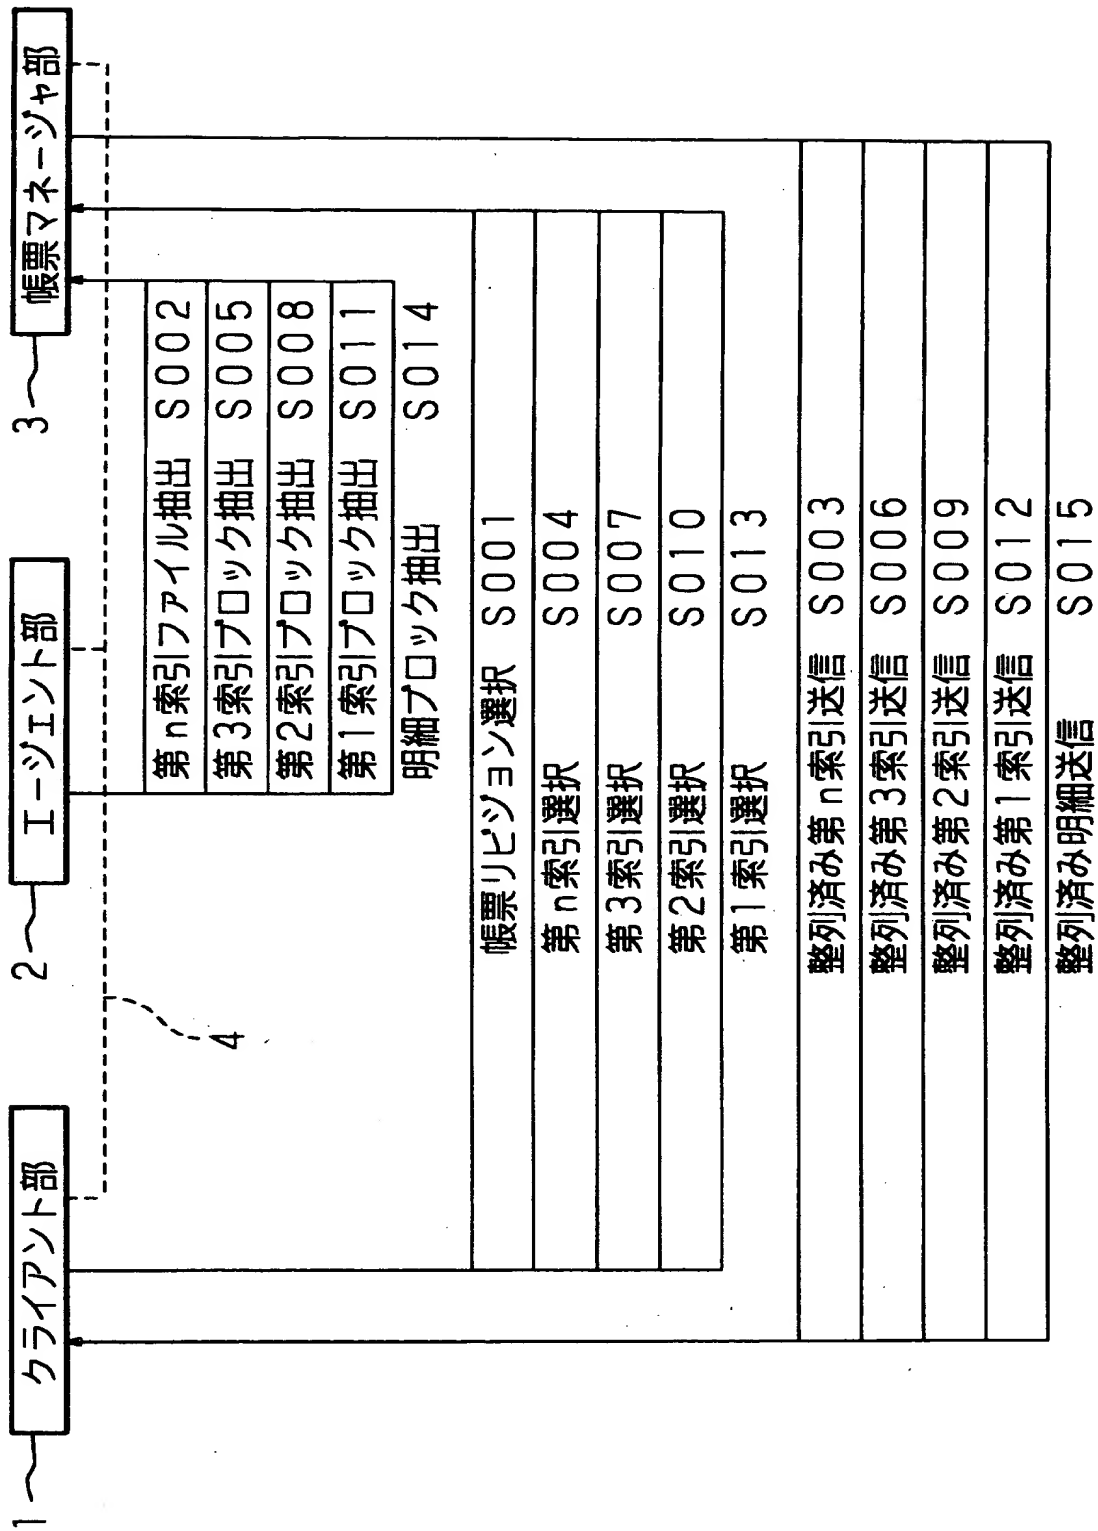 1
クライアント部
2
エージェント部
3
帳票マネージャ部
4
第n索引ファイル抽出 S002
第3索引ブロック抽出 S005
第2索引ブロック抽出 S008
第1索引ブロック抽出 S011
明細ブロック抽出 S014
帳票リビジョン選択 S001
第n索引選択 S004
第3索引選択 S007
第2索引選択 S010
第1索引選択 S013
整列済み第n索引送信 S003
整列済み第3索引送信 S006
整列済み第2索引送信 S009
整列済み第1索引送信 S012
整列済み明細送信 S015